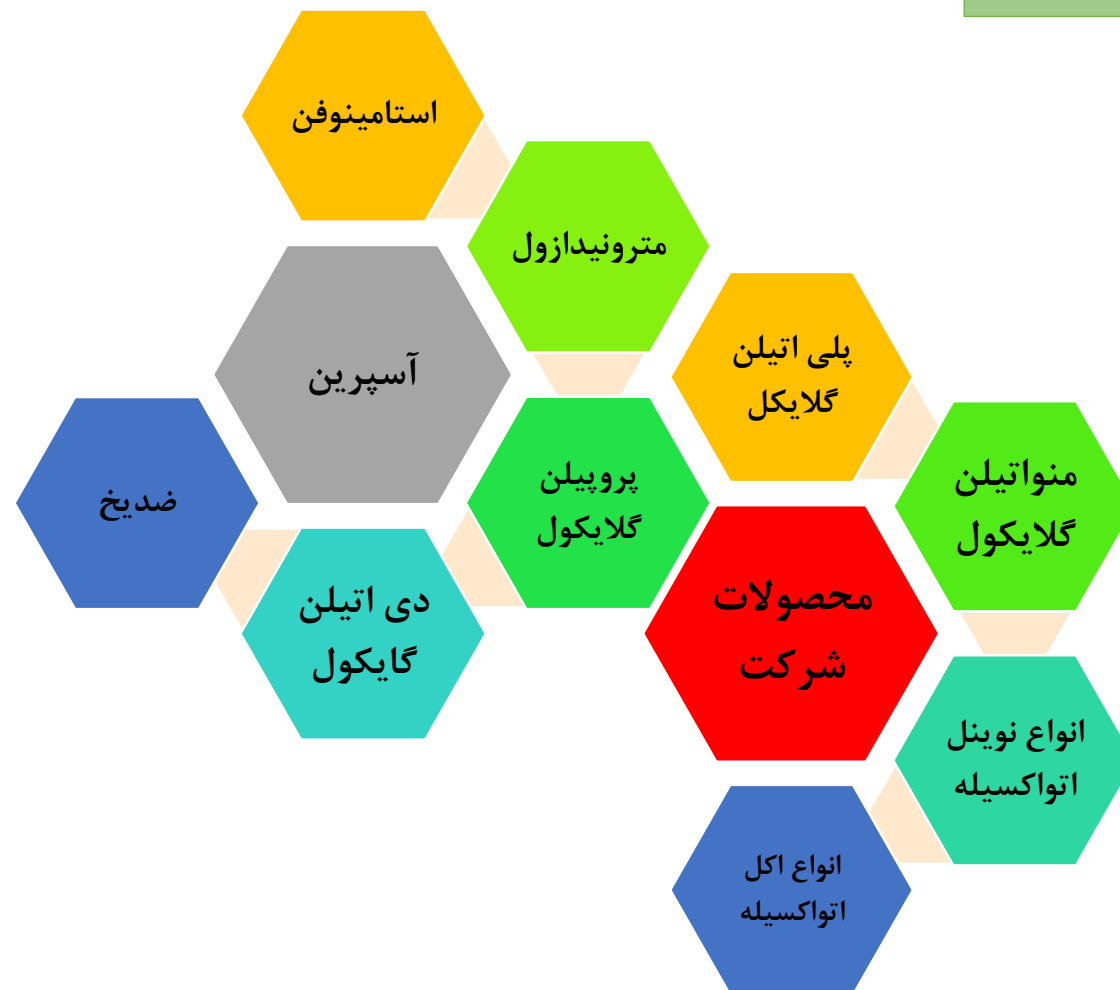 استامینوفن
مترونیدازول
آسپرین
پلی اتیلن
گلایکل
منواتیلن
گلایکول
ضدیخ
پروپیلن
گلایکول
دی اتیلن
گایکول
محصولات
شرکت
انواع نوینل
اتواکسیله
انواع اکل
اتواکسیله